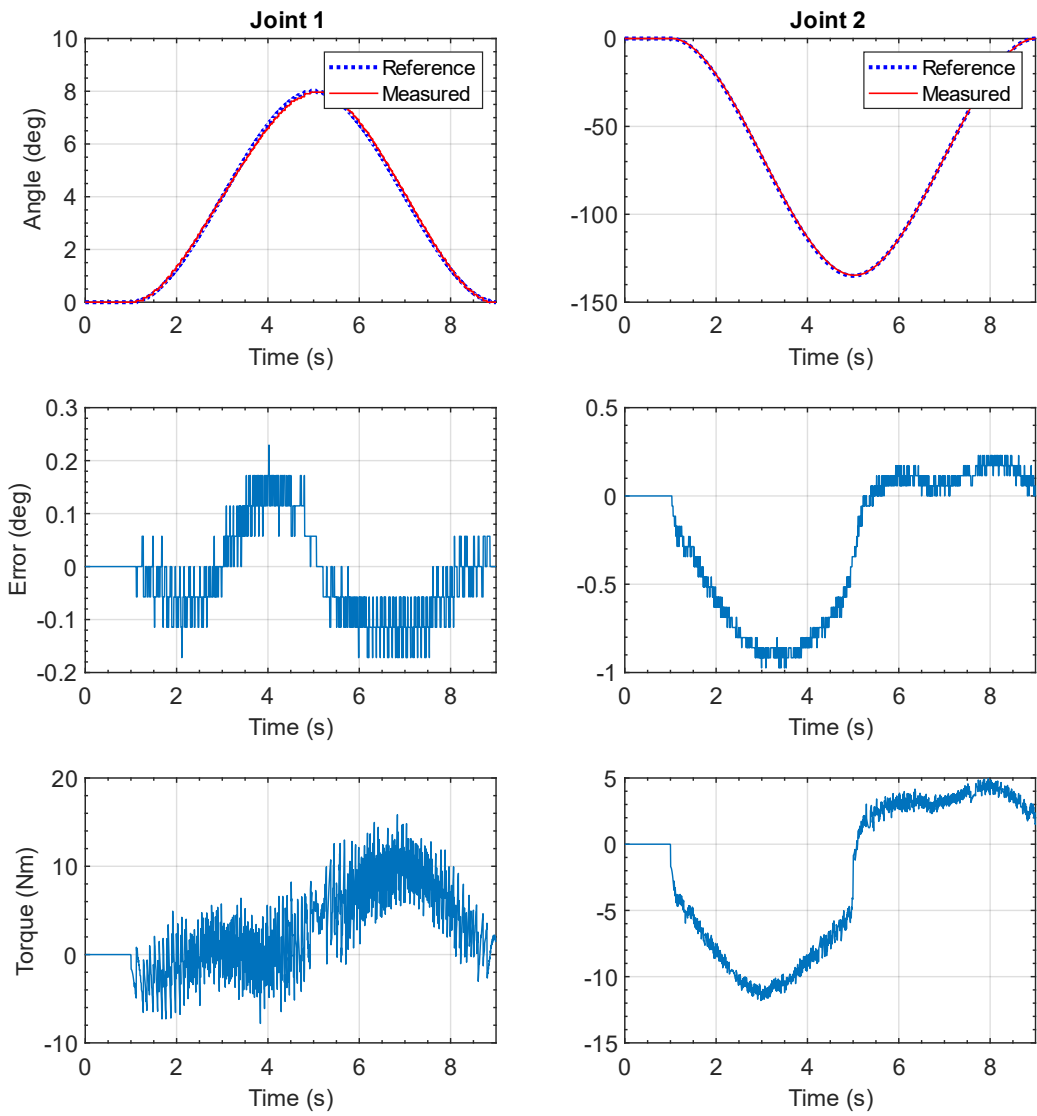 Joint 1
10
8
6
4
2
0
Angle (deg)
Reference
Measured
0 2 4 6 8
Time (s)
Joint 2
0
-50
-100
-150
Reference
Measured
0 2 4 6 8
Time (s)
0.3
0.2
0.1
0
-0.1
-0.2
Error (deg)
0 2 4 6 8
Time (s)
0.5
0
-0.5
-1
0 2 4 6 8
Time (s)
20
10
0
-10
Torque (Nm)
0 2 4 6 8
Time (s)
5
0
-5
-10
-15
0 2 4 6 8
Time (s)